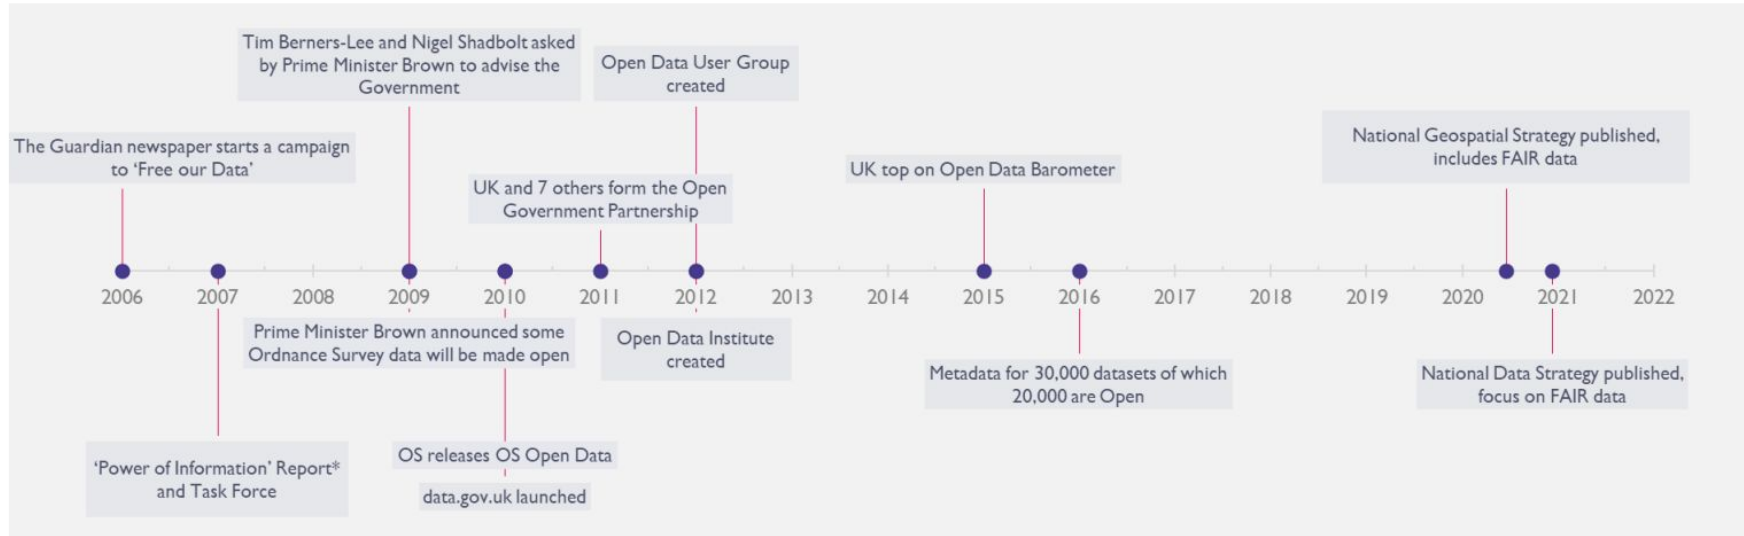 Tim Berners-Lee and Nigel Shadbolt asked
by Prime Minister Brown to advise the
Government
Open Data User Group
created
The Guardian newspaper starts a campaign
to ‘Free our Data’
UK and 7 others form the Open
Government Partnership
UK top on Open Data Barometer
National Geospatial Strategy published,
includes FAIR data
2006 2007 2008 2009 2010 2011 2012 2013 2014 2015 2016 2017 2018 2019 2020 2021 2022
Prime Minister Brown announced some
Ordnance Survey data will be made open
Open Data Institute
created
Metadata for 30,000 datasets of which
20,000 are Open
National Data Strategy published,
focus on FAIR data
‘Power of Information’ Report*
and Task Force
OS releases OS Open Data
data.gov.uk launched